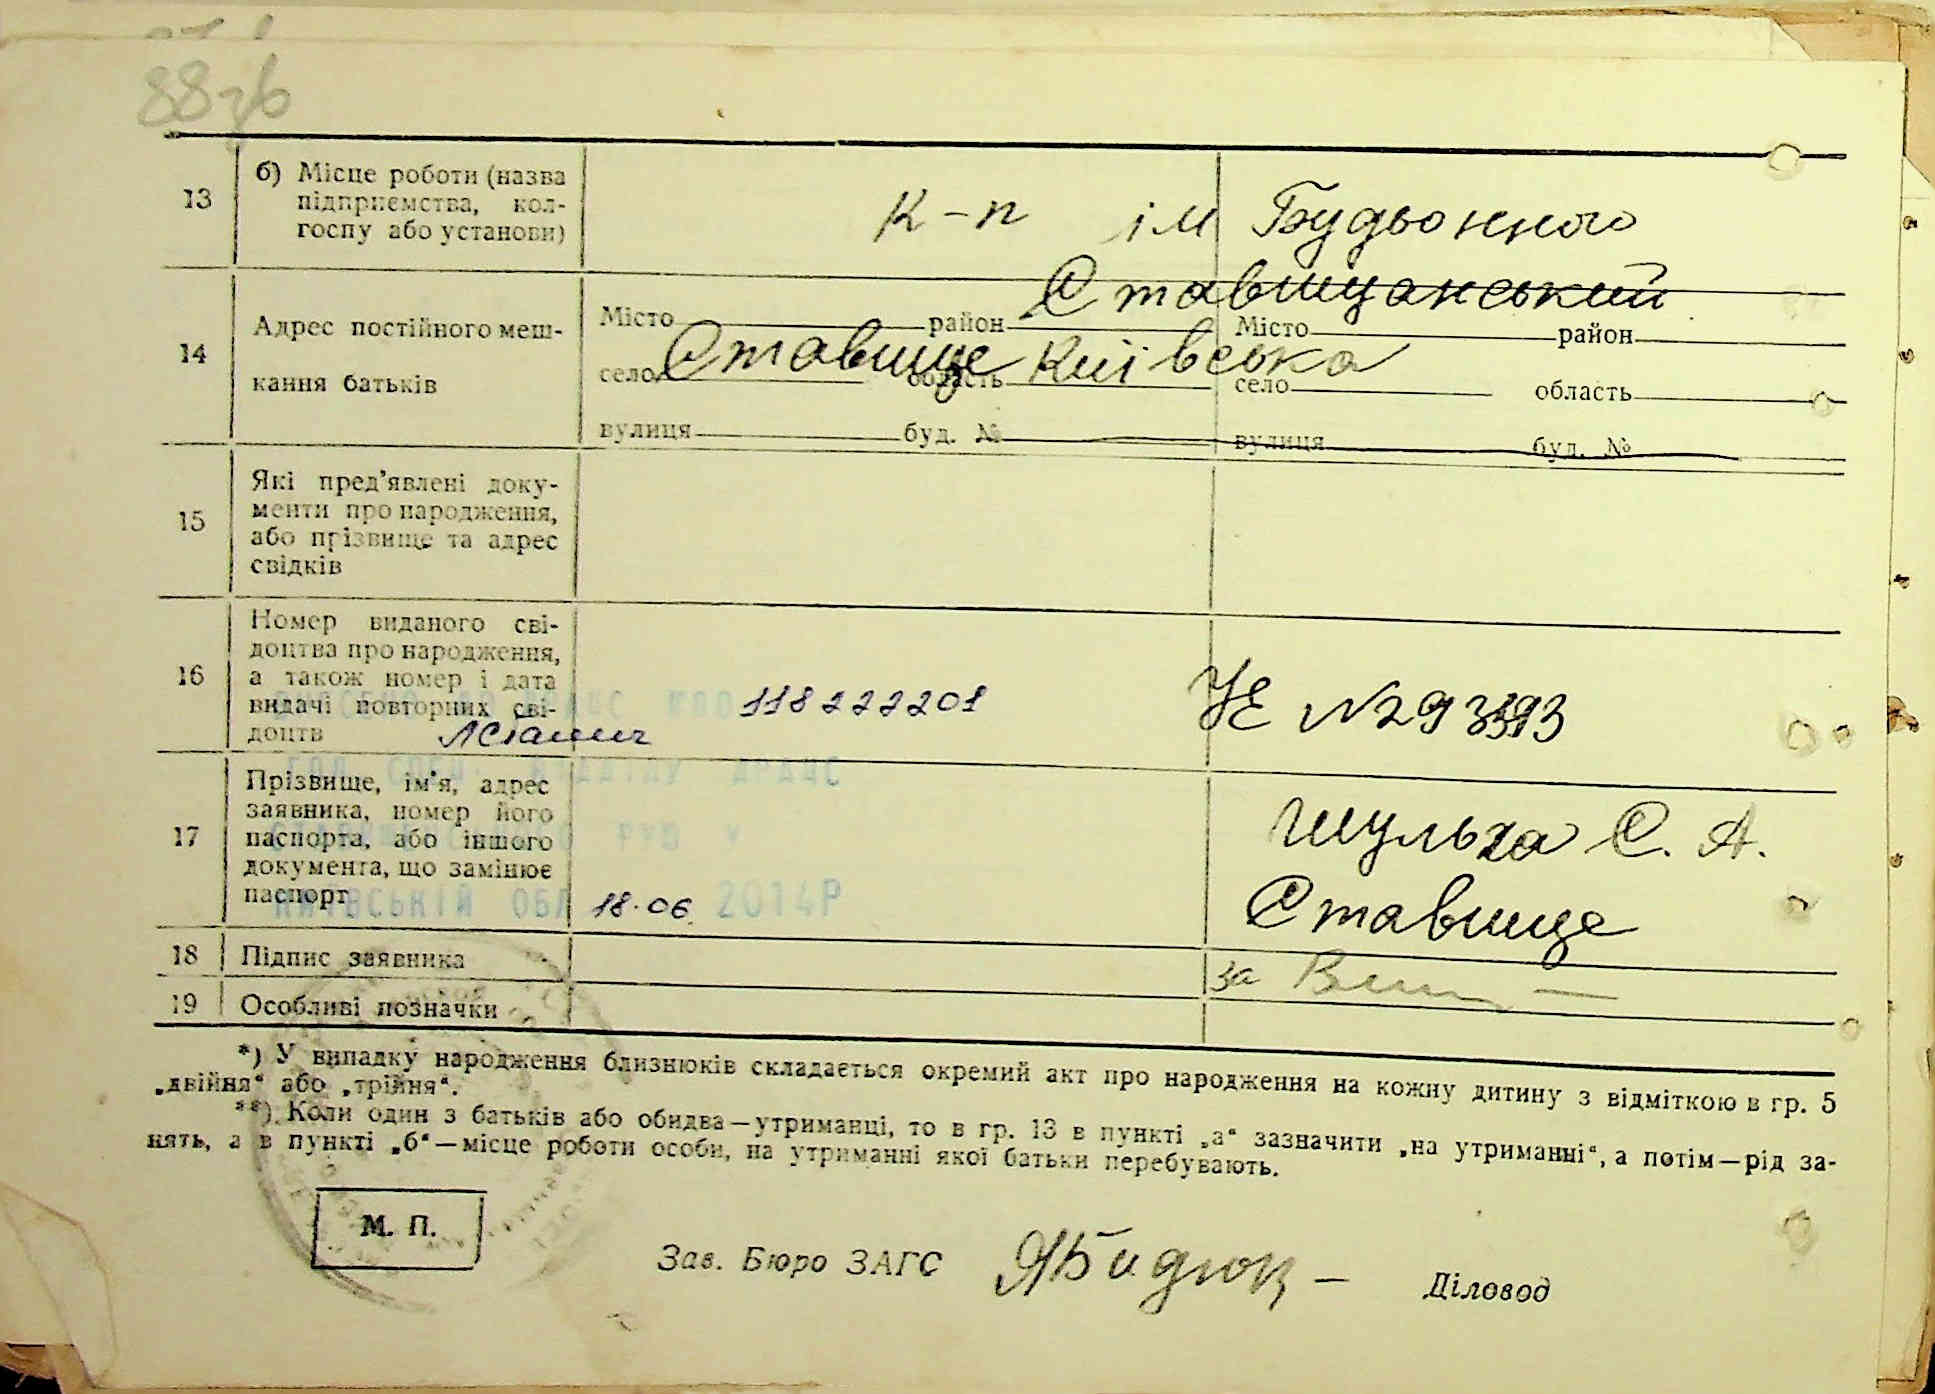 88зв
13
б) Місце роботи (назва
підприємства, кол-
госпу або установи)
к-п ім Будьонного
14
Адрес постійного меш-
кання батьків
Ставищанський
Місто район Місто район
Ставище Київська
село область село область
вулиця буд. № вулиця буд. №
15
Які пред’явлені доку-
менти про народження,
або прізвище та адрес
свідків
16
Номер виданого сві-
доцтва про народження,
а також номер і дата
видачі повторних сві-
доцтв
118222201
УЕ №
ДРАЦС
17
Прізвище, ім’я, адрес
заявника, номер його
паспорта, або іншого
документа, що замінює
паспорт
РУЮ У
КИЇВСЬКІЙ ОБЛ 18.06. 2014Р
Шульга С. А.
Ставище
18 Підпис заявника
за
19 Особливі позначки
*) У випадку народження близнюків складається окремий акт про народження на кожну дитину з відміткою в гр. 5
„двійня“ або „трійня“.
**) Коли один з батьків або обидва—утриманці, то в гр. 13 в пункті „а“ зазначити „на утриманні“, а потім—рід за-
нять, а в пункті „б“—місце роботи особи, на утриманні якої батьки перебувають.
М. П.
Зав. Бюро ЗАГС
Діловод